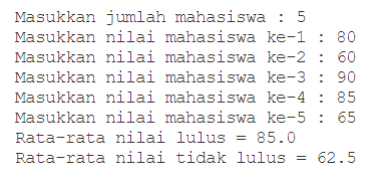 Masukkan jumlah mahasiswa : 5
Masukkan nilai mahasiswa ke-1 : 80
Masukkan nilai mahasiswa ke-2 : 60
Masukkan nilai mahasiswa ke-3 : 90
Masukkan nilai mahasiswa ke-4 : 85
Masukkan nilai mahasiswa ke-5 : 65
Rata-rata nilai lulus = 85.0
Rata-rata nilai tidak lulus = 62.5